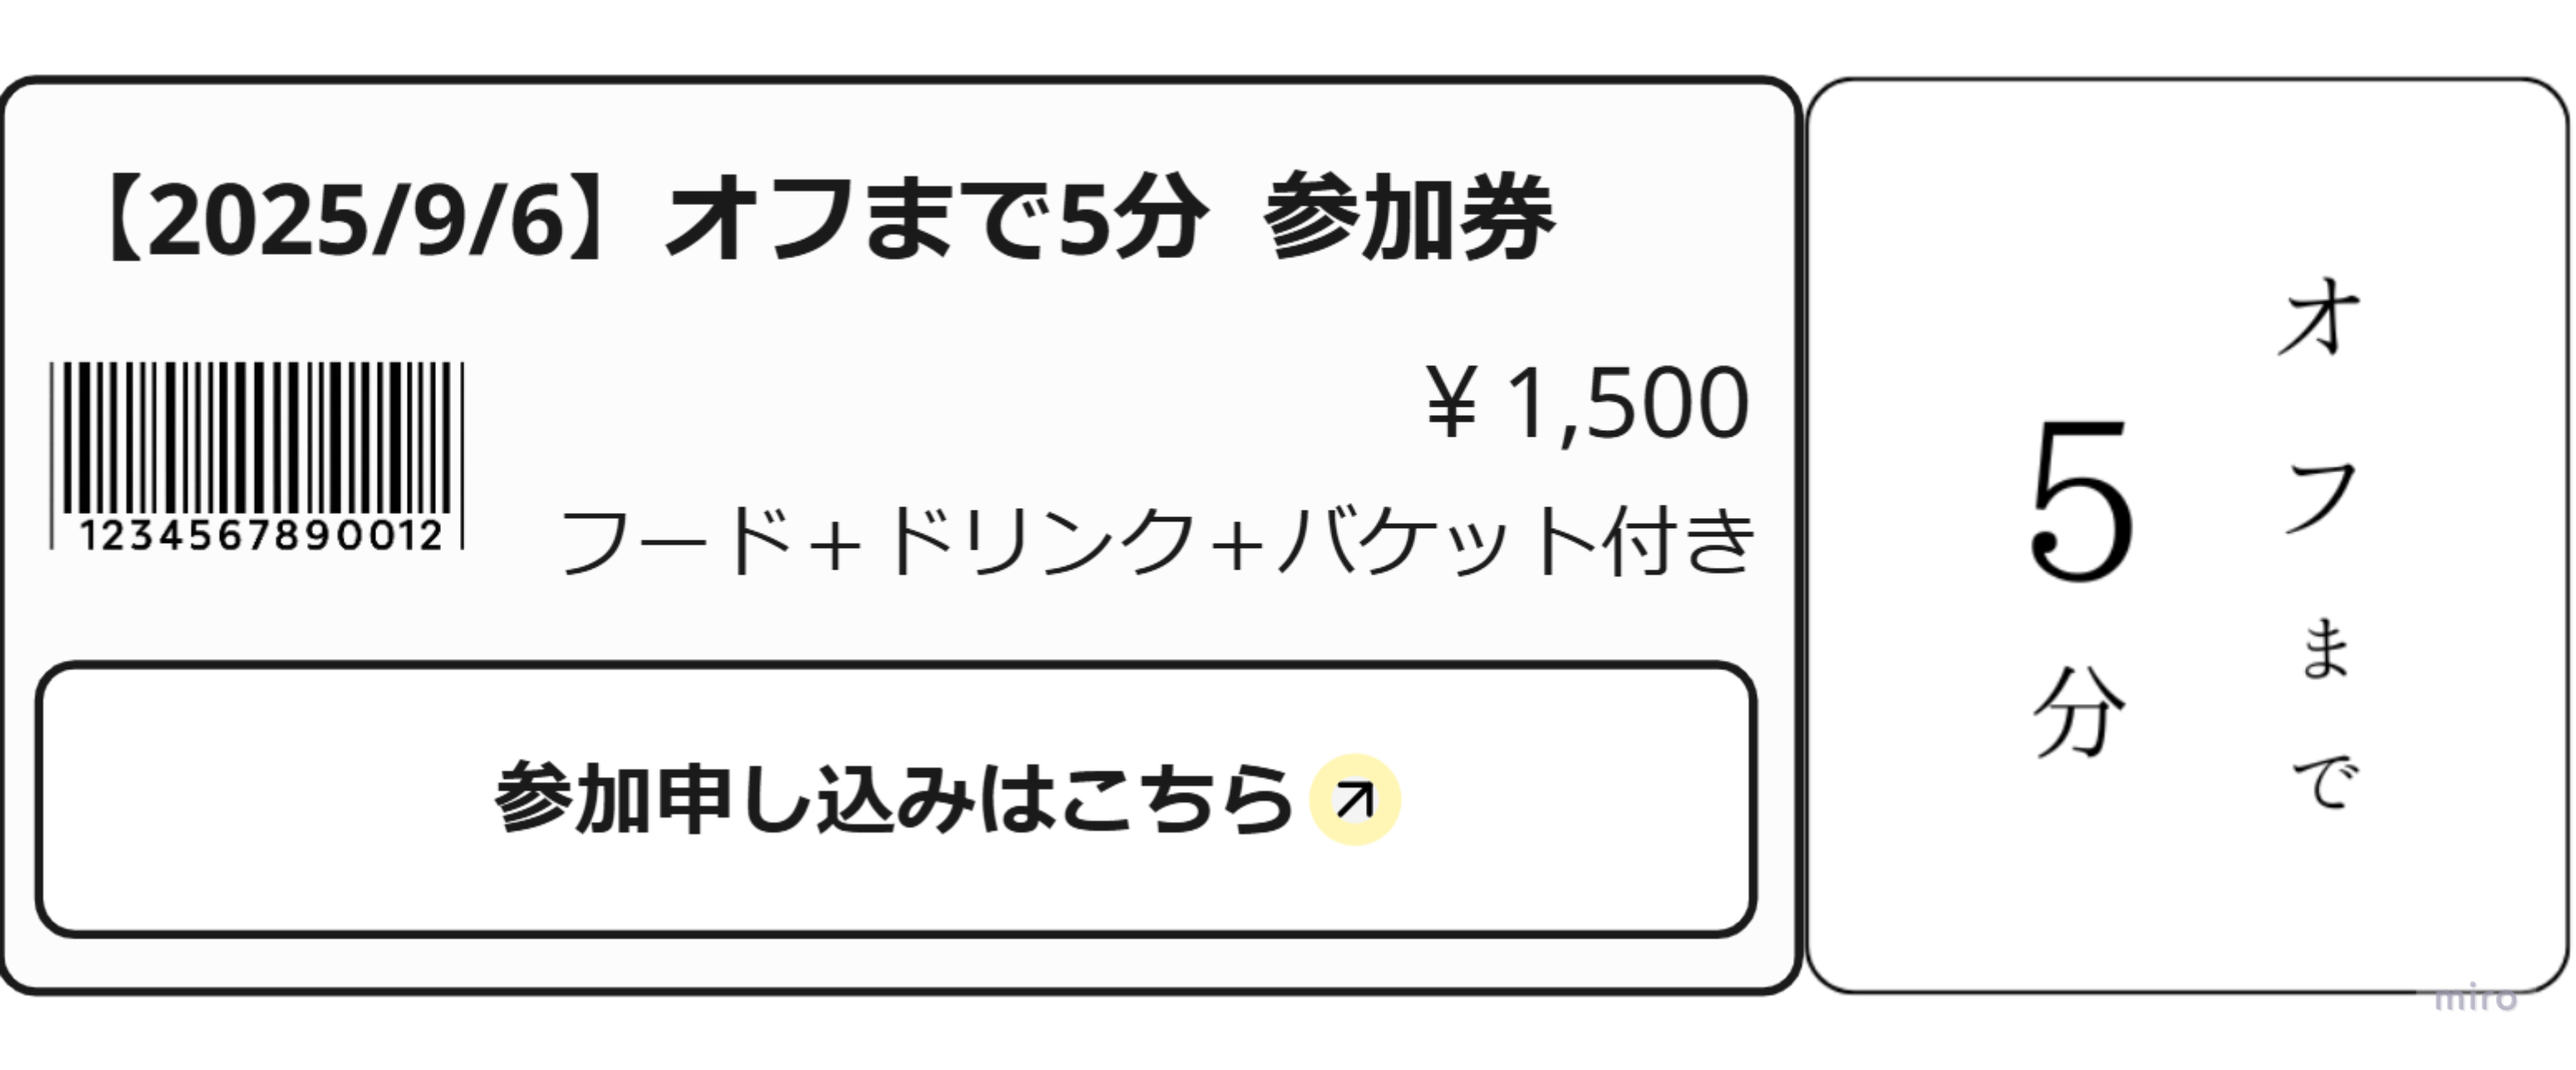 【2025/9/6】オフまで5分 参加券
¥1,500
1234567890012
フード＋ドリンク＋バケット付き
参加申し込みはこちら
オフまで
5分
miro